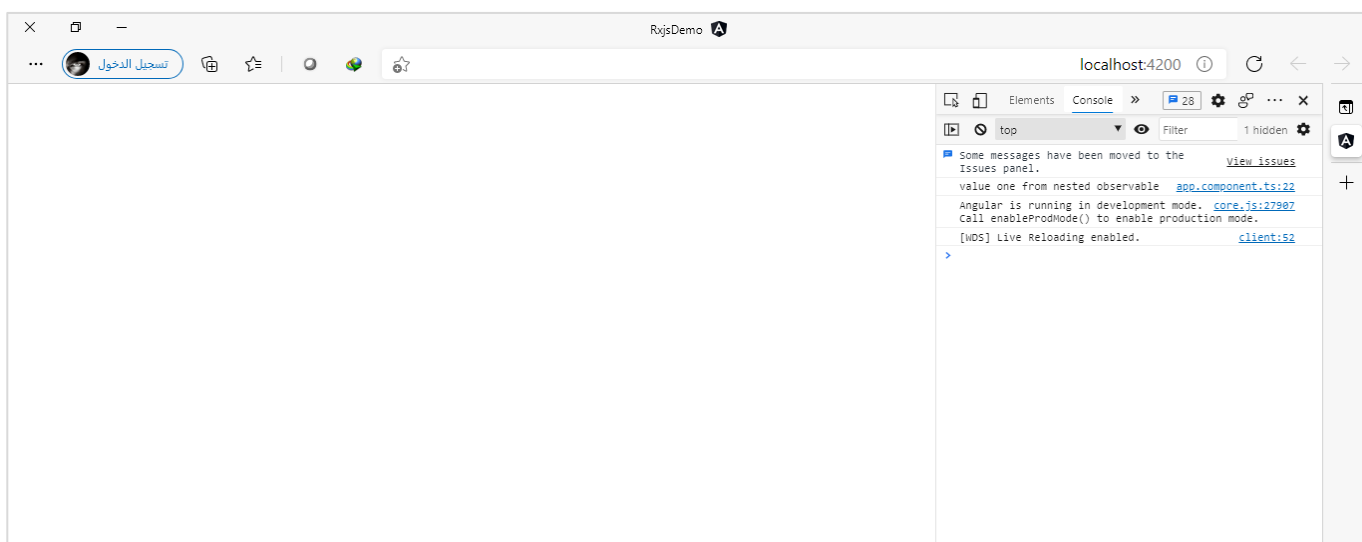 RxjsDemo
تسجيل الدخول
localhost:4200
Elements Console 28
top Filter 1 hidden
Some messages have been moved to the Issues panel. View issues
value one from nested observable app.component.ts:22
Angular is running in development mode. core.js:27907
Call enableProdMode() to enable production mode.
[WDS] Live Reloading enabled. client:52